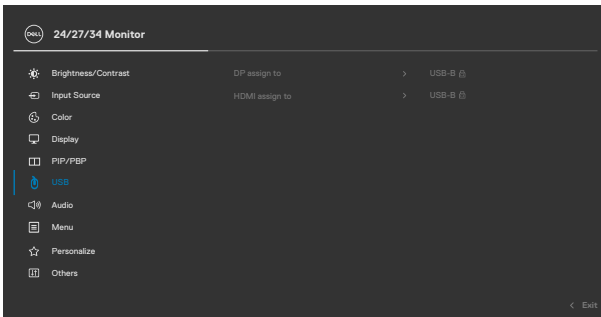 DELL 24/27/34 Monitor
Brightness/Contrast DP assign to > USB-B
Input Source HDMI assign to > USB-B
Color
Display
PIP/PBP
USB
Audio
Menu
Personalize
Others
< Exit